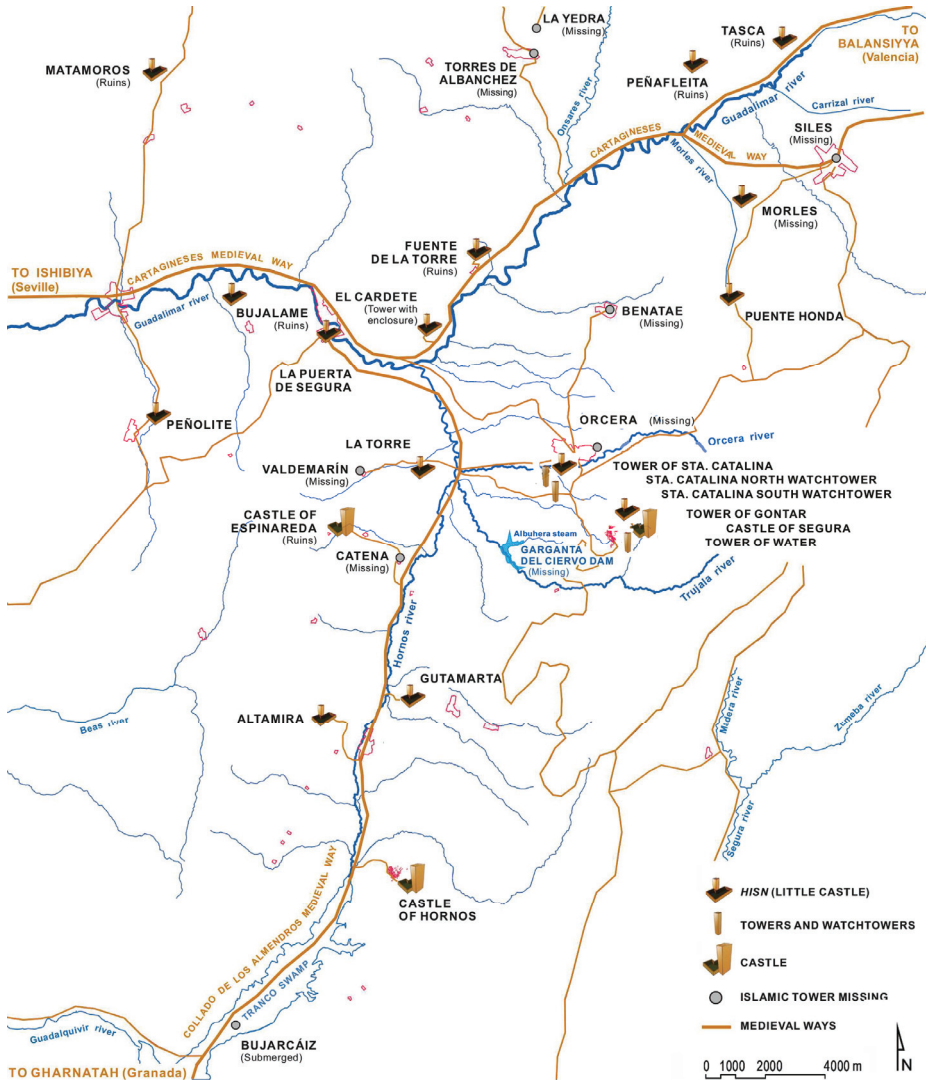 LA YEDRA
(Missing)
TASCA
(Ruins)
TO
BALANSIYYA
(Valencia)
MATAMOROS
(Ruins)
TORRES DE
ALBANCHEZ
(Missing)
PEÑAFLEITA
(Ruins)
Guadalimar river
Onsares river
Carrizal river
CARTAGINESES
MEDIEVAL WAY
Morles river
SILES
(Missing)
MORLES
(Missing)
FUENTE
DE LA TORRE
(Ruins)
CARTAGINESES MEDIEVAL WAY
TO ISHIBIYA
(Seville)
Guadalimar river
BUJALAME
(Ruins)
EL CARDETE
(Tower with
enclosure)
BENATAE
(Missing)
PUENTE HONDA
LA PUERTA
DE SEGURA
PEÑOLITE
ORCERA (Missing)
Orcera river
LA TORRE
VALDEMARÍN
(Missing)
TOWER OF STA. CATALINA
STA. CATALINA NORTH WATCHTOWER
STA. CATALINA SOUTH WATCHTOWER
CASTLE OF
ESPINAREDA
(Ruins)
TOWER OF GONTAR
CASTLE OF SEGURA
TOWER OF WATER
Albuhera steam
GARGANTA
DEL CIERVO DAM
(Missing)
CATENA
(Missing)
Trujala river
Hornos river
GUTAMARTA
ALTAMIRA
Beas river
Midera river
Zumeba river
Segura river
CASTLE
OF HORNOS
COLLADO DE LOS ALMENDROS MEDIEVAL WAY
TRANCO SWAMP
Guadalquivir river
BUJARCÁIZ
(Submerged)
TO GHARNATAH (Granada)
HISN (LITTLE CASTLE)
TOWERS AND WATCHTOWERS
CASTLE
ISLAMIC TOWER MISSING
MEDIEVAL WAYS
N
0 1000 2000 4000 m